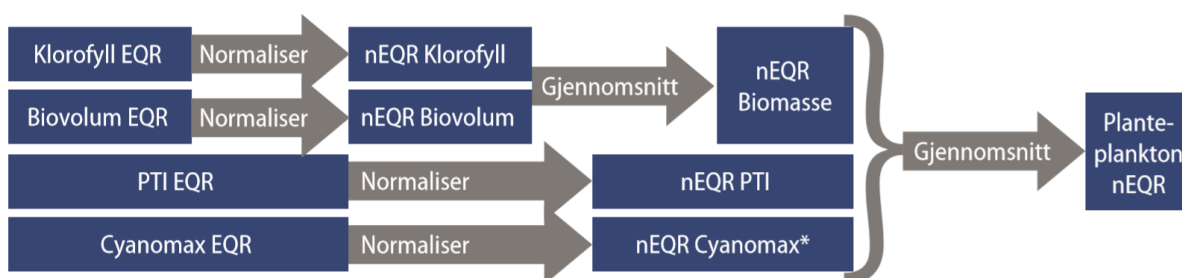 Klorofyll EQR
Normaliser
nEQR Klorofyll
Biovolum EQR
Normaliser
nEQR Biovolum
Gjennomsnitt
nEQR
Biomasse
PTI EQR
Normaliser
nEQR PTI
Cyanomax EQR
Normaliser
nEQR Cyanomax*
Gjennomsnitt
Plante-
plankton
nEQR